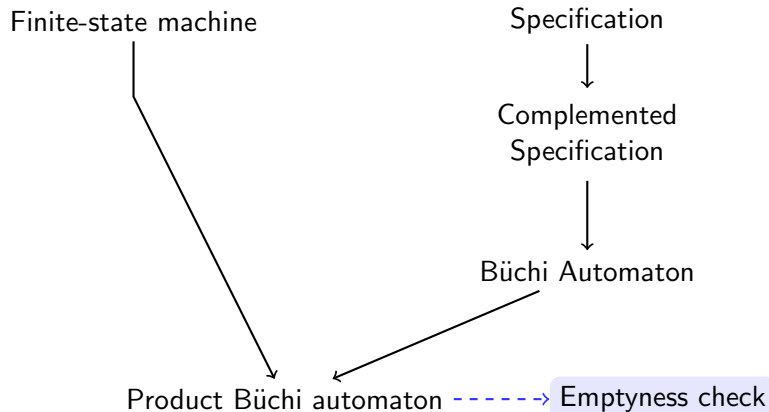 Finite-state machine
Specification
Complemented
Specification
Büchi Automaton
Product Büchi automaton
Emptyness check